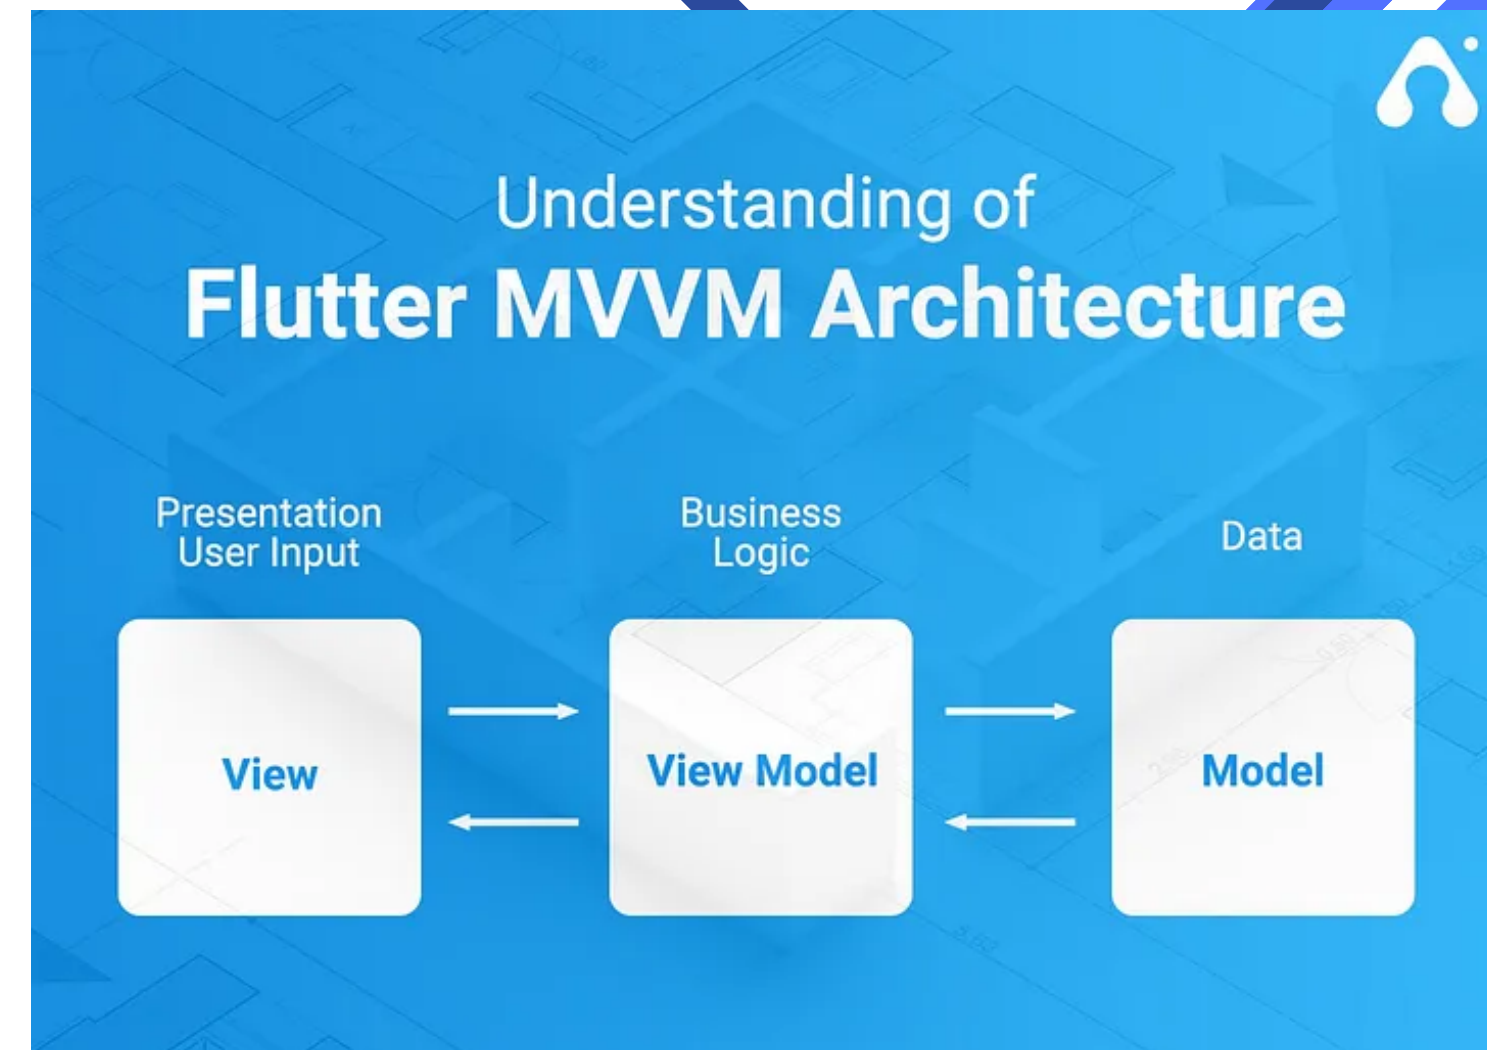 Understanding of
Flutter MVVM Architecture
Presentation
User Input
Business
Logic
Data
View
View Model
Model